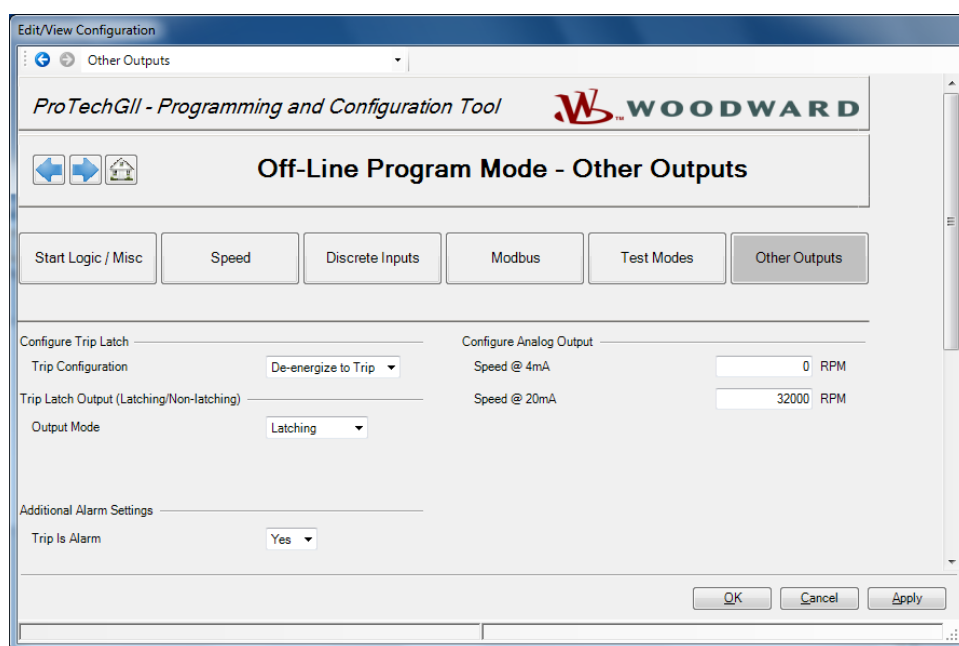 Edit/View Configuration
Other Outputs
ProTechGII - Programming and Configuration Tool
WOODWARD
Off-Line Program Mode - Other Outputs
Start Logic / Misc Speed Discrete Inputs Modbus Test Modes Other Outputs
Configure Trip Latch Configure Analog Output
Trip Configuration De-energize to Trip Speed @ 4mA 0 RPM
Trip Latch Output (Latching/Non-latching) Speed @ 20mA 32000 RPM
Output Mode Latching
Additional Alarm Settings
Trip Is Alarm Yes
OK Cancel Apply